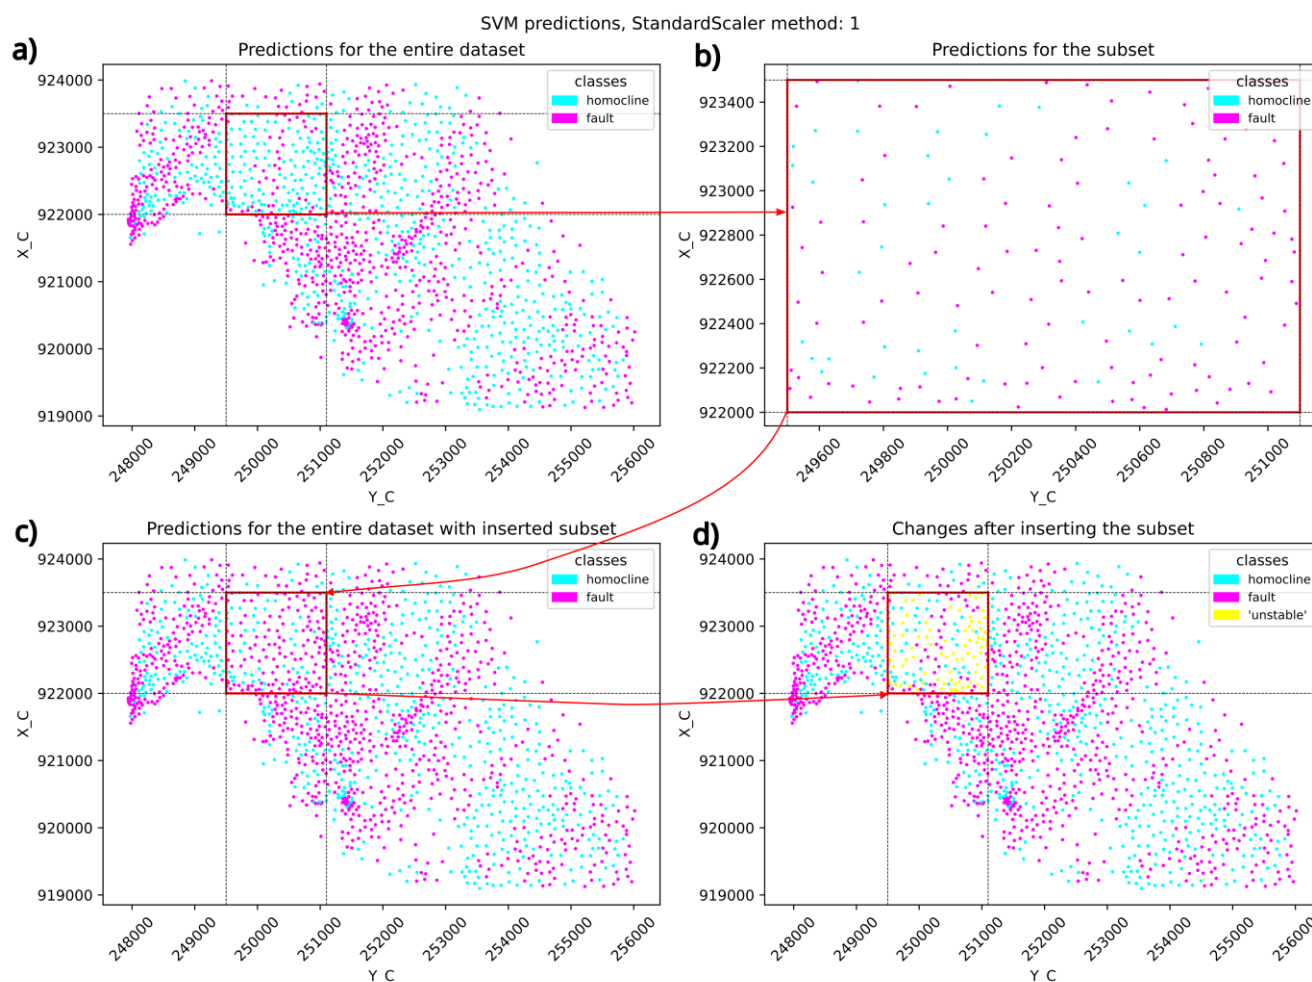 SVM predictions, StandardScaler method: 1
a)
Predictions for the entire dataset
924000
923000
922000
921000
920000
919000
X_C
248000
249000
250000
251000
252000
253000
254000
255000
256000
Y_C
classes
homocline
fault
b)
Predictions for the subset
923400
923200
923000
922800
922600
922400
922200
922000
X_C
249600
249800
250000
250200
250400
250600
250800
251000
Y_C
classes
homocline
fault
c)
Predictions for the entire dataset with inserted subset
924000
923000
922000
921000
920000
919000
X_C
248000
249000
250000
251000
252000
253000
254000
255000
256000
Y_C
classes
homocline
fault
d)
Changes after inserting the subset
924000
923000
922000
921000
920000
919000
X_C
248000
249000
250000
251000
252000
253000
254000
255000
256000
Y_C
classes
homocline
fault
'unstable'